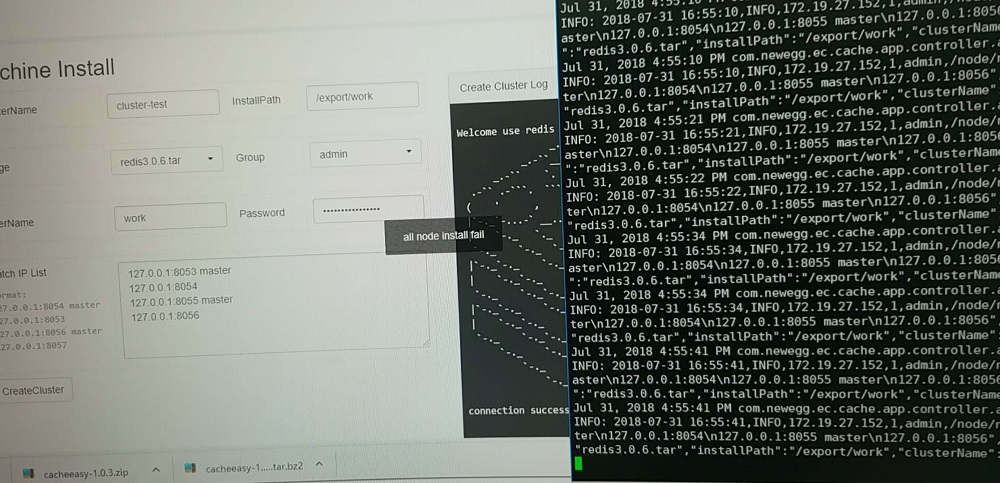 chine Install
Create Cluster Log
erName
cluster-test
InstallPath
/export/work
ge
redis3.0.6.tar
Group
admin
erName
work
Password
****************
all node install fail
tch IP List
rmat:
27.0.0.1:8054 master
27.0.0.1:8053
27.0.0.1:8056 master
27.0.0.1:8057
127.0.0.1:8053 master
127.0.0.1:8054
127.0.0.1:8055 master
127.0.0.1:8056
CreateCluster
Welcome use redis
connection success
cacheeasy-1.0.3.zip
cacheeasy-1.....tar.bz2
Jul 31, 2018 4:55:10 PM
INFO: 2018-07-31 16:55:10,INFO,172.19.27.152,1,admin,/node/
aster\n127.0.0.1:8054\n127.0.0.1:8055 master\n127.0.0.1:8056
":"redis3.0.6.tar","installPath":"/export/work","clusterName
Jul 31, 2018 4:55:10 PM com.newegg.ec.cache.app.controller.
INFO: 2018-07-31 16:55:10,INFO,172.19.27.152,1,admin,/node/
ter\n127.0.0.1:8054\n127.0.0.1:8055 master\n127.0.0.1:8056"
"redis3.0.6.tar","installPath":"/export/work","clusterName"
Jul 31, 2018 4:55:21 PM com.newegg.ec.cache.app.controller.a
INFO: 2018-07-31 16:55:21,INFO,172.19.27.152,1,admin,/node/
aster\n127.0.0.1:8054\n127.0.0.1:8055 master\n127.0.0.1:8056
":"redis3.0.6.tar","installPath":"/export/work","clusterName
Jul 31, 2018 4:55:22 PM com.newegg.ec.cache.app.controller.a
INFO: 2018-07-31 16:55:22,INFO,172.19.27.152,1,admin,/node/
ter\n127.0.0.1:8054\n127.0.0.1:8055 master\n127.0.0.1:8056"
"redis3.0.6.tar","installPath":"/export/work","clusterName"
Jul 31, 2018 4:55:34 PM com.newegg.ec.cache.app.controller.a
INFO: 2018-07-31 16:55:34,INFO,172.19.27.152,1,admin,/node/
aster\n127.0.0.1:8054\n127.0.0.1:8055 master\n127.0.0.1:8056
":"redis3.0.6.tar","installPath":"/export/work","clusterName
Jul 31, 2018 4:55:34 PM com.newegg.ec.cache.app.controller.a
INFO: 2018-07-31 16:55:34,INFO,172.19.27.152,1,admin,/node/
ter\n127.0.0.1:8054\n127.0.0.1:8055 master\n127.0.0.1:8056"
"redis3.0.6.tar","installPath":"/export/work","clusterName"
Jul 31, 2018 4:55:41 PM com.newegg.ec.cache.app.controller.a
INFO: 2018-07-31 16:55:41,INFO,172.19.27.152,1,admin,/node/
aster\n127.0.0.1:8054\n127.0.0.1:8055 master\n127.0.0.1:8056
":"redis3.0.6.tar","installPath":"/export/work","clusterName
Jul 31, 2018 4:55:41 PM com.newegg.ec.cache.app.controller.a
INFO: 2018-07-31 16:55:41,INFO,172.19.27.152,1,admin,/node/
ter\n127.0.0.1:8054\n127.0.0.1:8055 master\n127.0.0.1:8056"
"redis3.0.6.tar","installPath":"/export/work","clusterName":